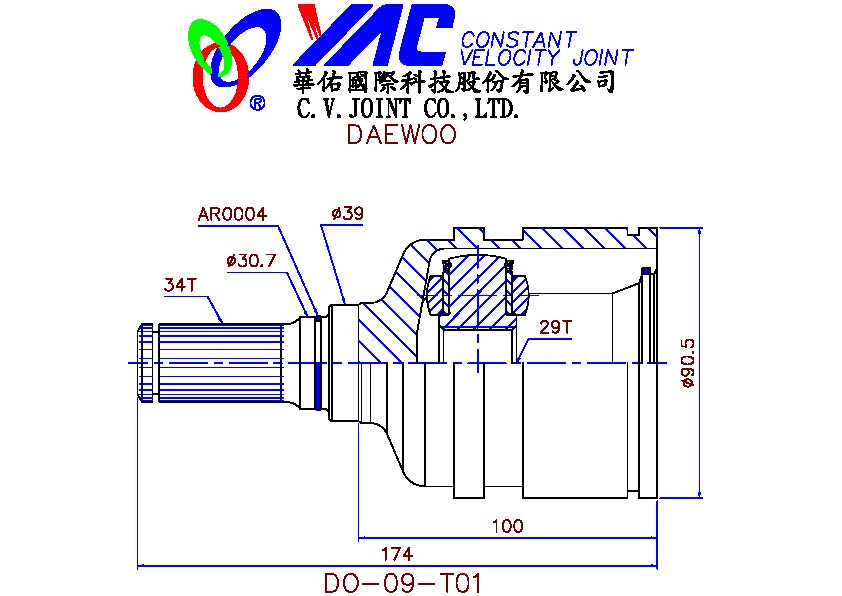 YAC CONSTANT
VELOCITY JOINT
®
華佑國際科技股份有限公司
C.V.JOINT CO.,LTD.
DAEWOO
AR0004
ø39
ø30.7
34T
29T
ø90.5
100
174
DO-09-T01